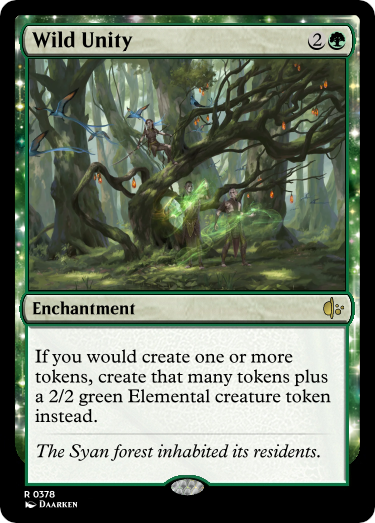 Wild Unity 2
Enchantment
If you would create one or more
tokens, create that many tokens plus
a 2/2 green Elemental creature token
instead.
The Syan forest inhabited its residents.
R 0378
Daarken